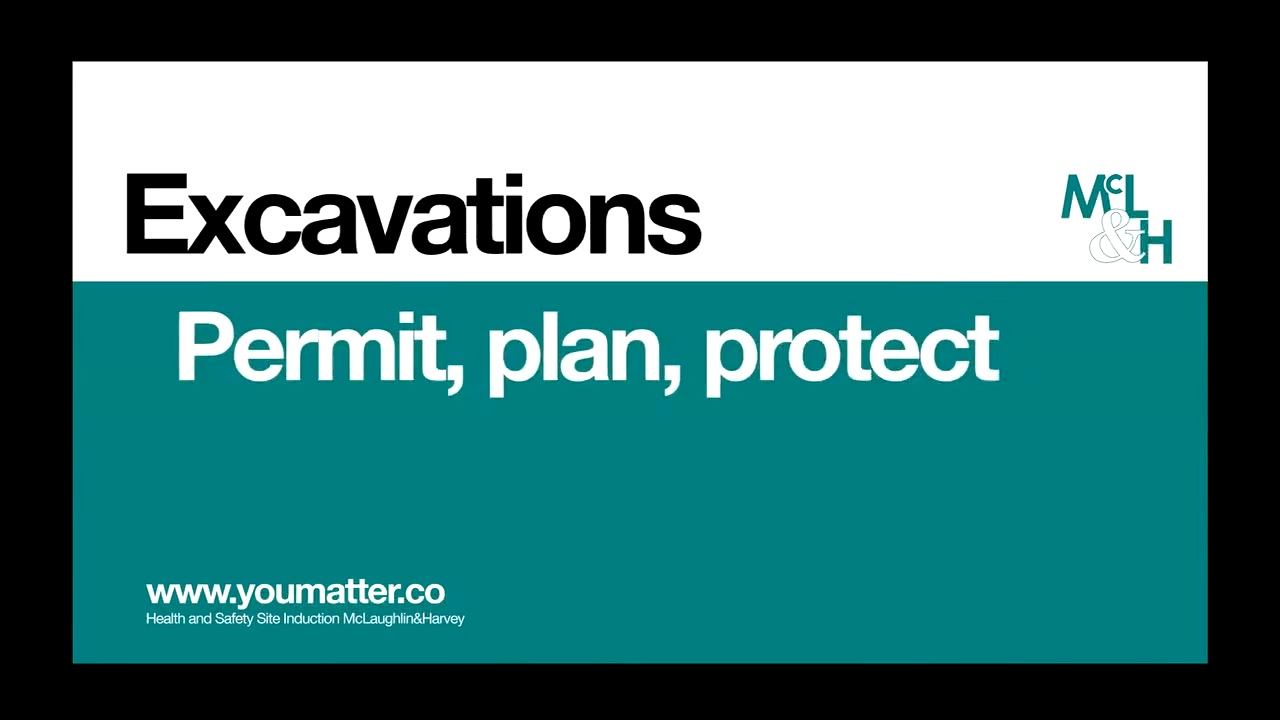 Excavations
McL
&H
Permit, plan, protect
www.youmatter.co
Health and Safety Site Induction McLaughlin&Harvey